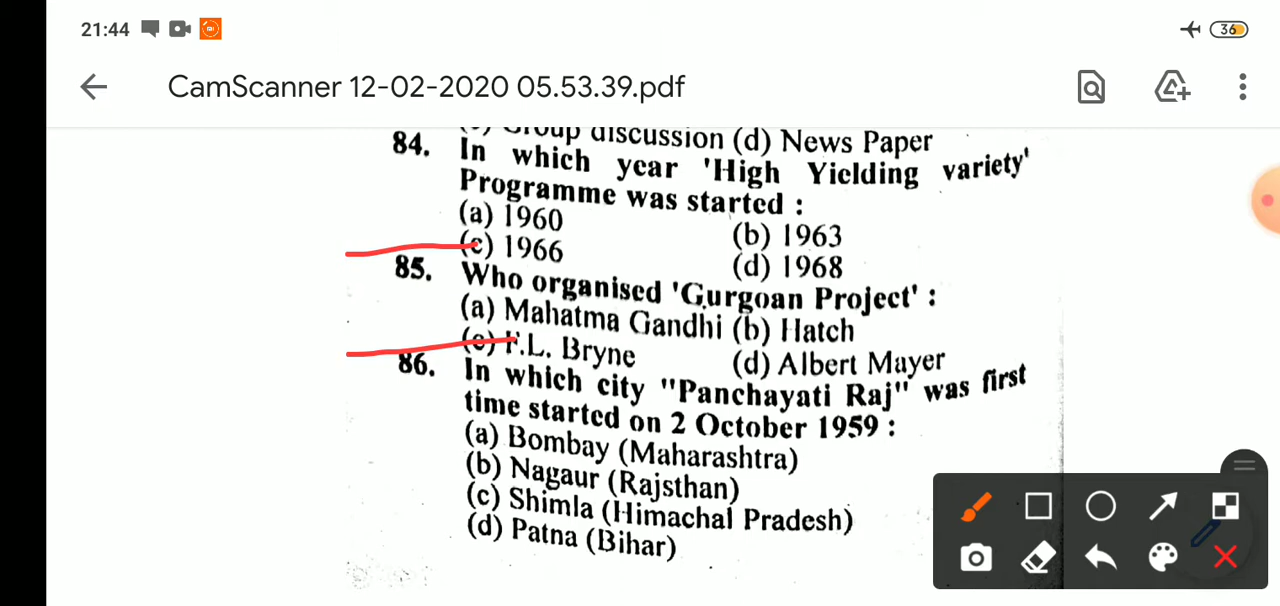 21:44
36
CamScanner 12-02-2020 05.53.39.pdf
Group discussion (d) News Paper
84. In which year 'High Yielding variety'
Programme was started :
(a) 1960 (b) 1963
(c) 1966 (d) 1968
85. Who organised 'Gurgoan Project' :
(a) Mahatma Gandhi (b) Hatch
(c) F.L. Bryne (d) Albert Mayer
86. In which city "Panchayati Raj" was first
time started on 2 October 1959 :
(a) Bombay (Maharashtra)
(b) Nagaur (Rajsthan)
(c) Shimla (Himachal Pradesh)
(d) Patna (Bihar)